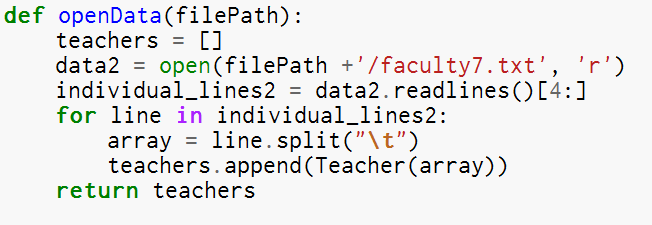 def openData(filePath):
    teachers = []
    data2 = open(filePath +'/faculty7.txt', 'r')
    individual_lines2 = data2.readlines()[4:]
    for line in individual_lines2:
        array = line.split("\t")
        teachers.append(Teacher(array))
    return teachers